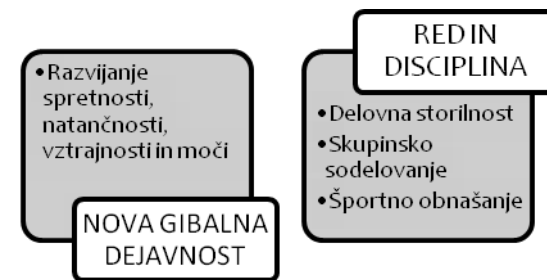 •Razvijanje
spretnosti,
natančnosti,
vztrajnosti in moči
NOVA GIBALNA
DEJAVNOST
RED IN
DISCIPLINA
•Delovna storilnost
•Skupinsko
sodelovanje
•Športno obnašanje